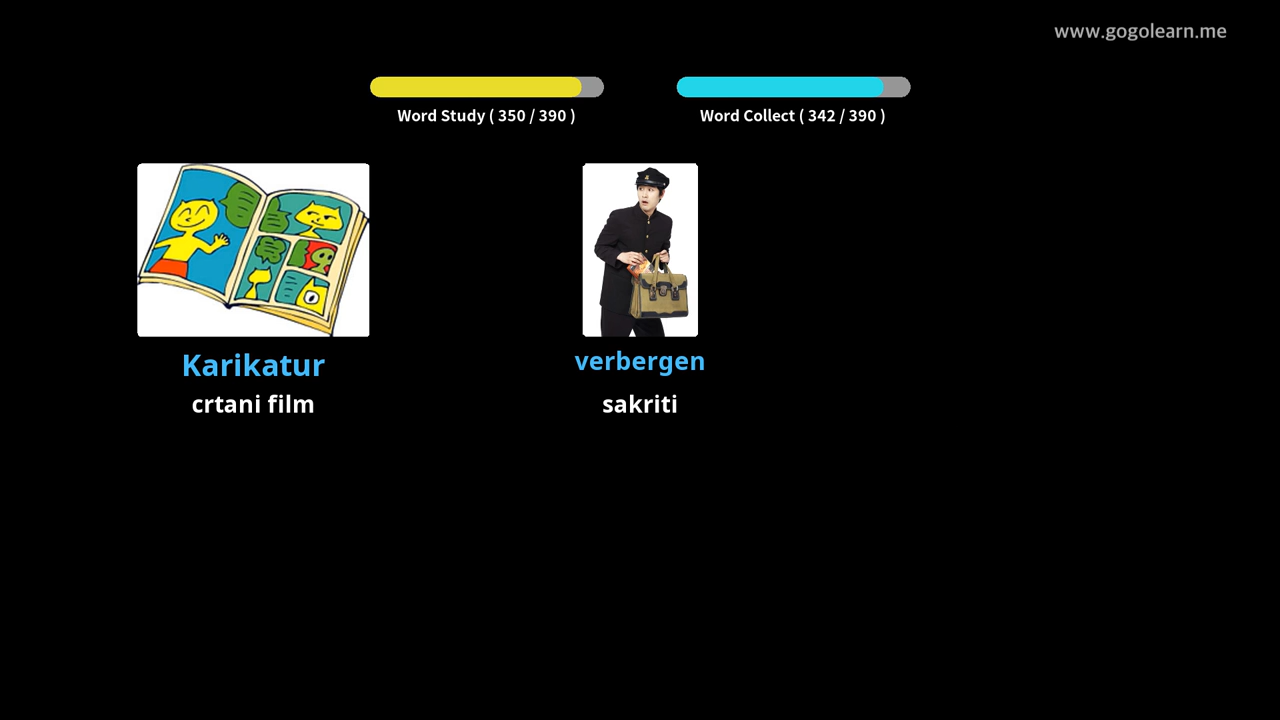 www.gogolearn.me
Word Study ( 350 / 390 )
Word Collect ( 342 / 390 )
Karikatur
crtani film
verbergen
sakriti